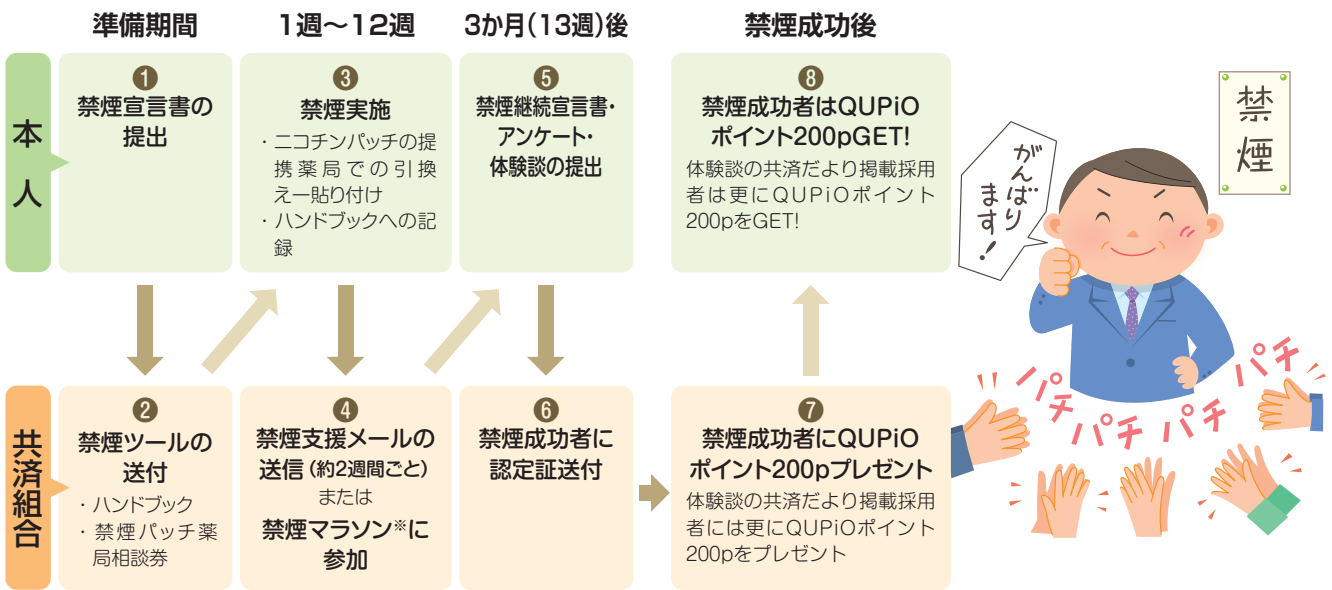 準備期間
1週～12週
3か月(13週)後
禁煙成功後
本人
❶
禁煙宣言書の
提出
❸
禁煙実施
・ニコチンパッチの提
携薬局での引換
え―貼り付け
・ハンドブックへの記
録
❺
禁煙継続宣言書・
アンケート・
体験談の提出
❽
禁煙成功者はQUPiO
ポイント200pGET!
体験談の共済だより掲載採用
者は更にQUPiOポイント
200pをGET!
がんばり
ます!
禁煙
共済組合
❷
禁煙ツールの
送付
・ハンドブック
・禁煙パッチ薬
局相談券
❹
禁煙支援メールの
送信(約2週間ごと)
または
禁煙マラソン※に
参加
❻
禁煙成功者に
認定証送付
❼
禁煙成功者にQUPiO
ポイント200pプレゼント
体験談の共済だより掲載採用
者には更にQUPiOポイント
200pをプレゼント
パチ
パチ
パチ
パチ